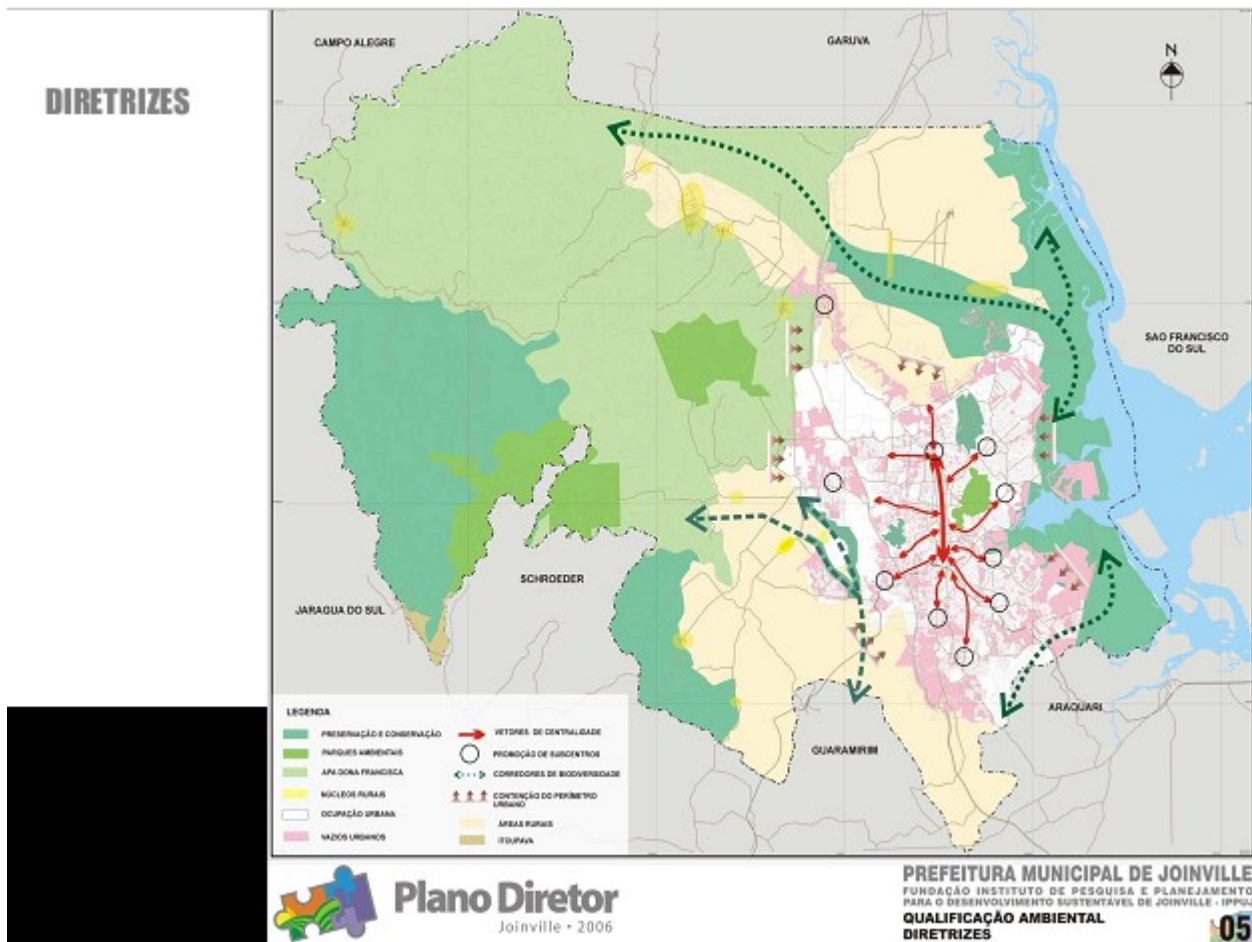 DIRETRIZES
CAMPO ALEGRE
GARUVA
N
SAO FRANCISCO
DO SUL
SCHROEDER
JARAGUA DO SUL
ARAQUARI
GUARAMIRIM
LEGENDA
PRESERVAÇÃO E CONSERVAÇÃO
PARQUES AMBIENTAIS
APA DONA FRANCISCA
NÚCLEOS RURAIS
OCUPAÇÃO URBANA
VAZIOS URBANOS
VETORES DE CENTRALIDADE
PROMOÇÃO DE SUBCENTROS
CORREDORES DE BIODIVERSIDADE
CONTENÇÃO DO PERÍMETRO
URBANO
ÁREAS RURAIS
ITOUPAVA
Plano Diretor
Joinville • 2006
PREFEITURA MUNICIPAL DE JOINVILLE
FUNDAÇÃO INSTITUTO DE PESQUISA E PLANEJAMENTO
PARA O DESENVOLVIMENTO SUSTENTÁVEL DE JOINVILLE - IPPUJ
QUALIFICAÇÃO AMBIENTAL
DIRETRIZES
05